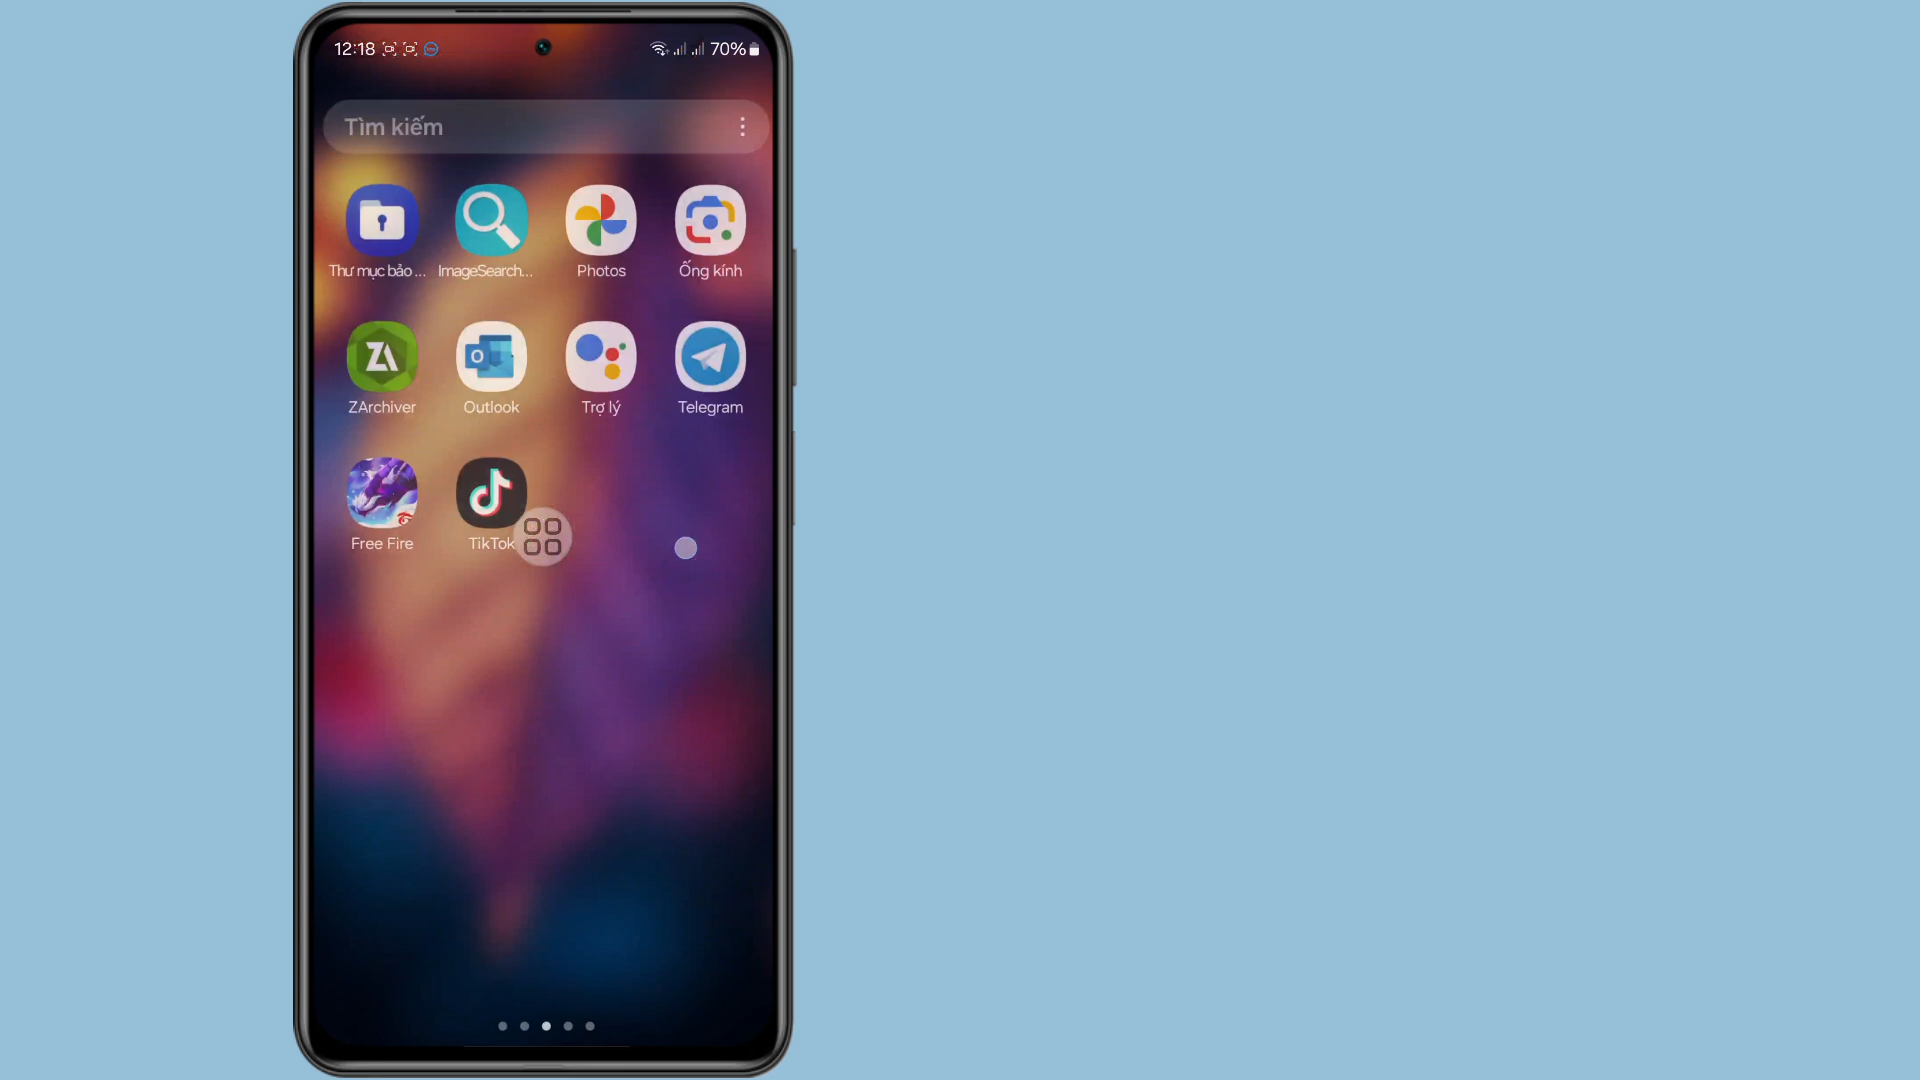 12:18 70%
Tìm kiếm
Thư mục bảo ... ImageSearch... Photos Ống kính
ZArchiver Outlook Trợ lý Telegram
Free Fire TikTok